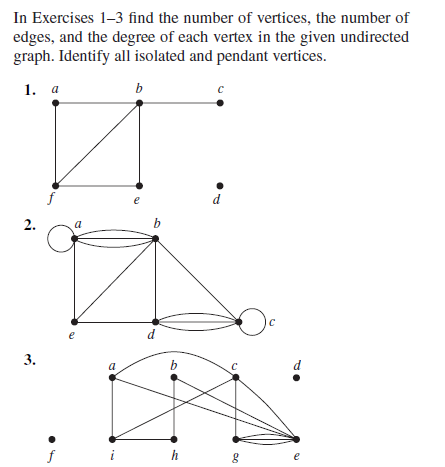 In Exercises 1–3 find the number of vertices, the number of
edges, and the degree of each vertex in the given undirected
graph. Identify all isolated and pendant vertices.
1. a b c
f e d
2. a b
c
e d
3. a b c d
f i h g e